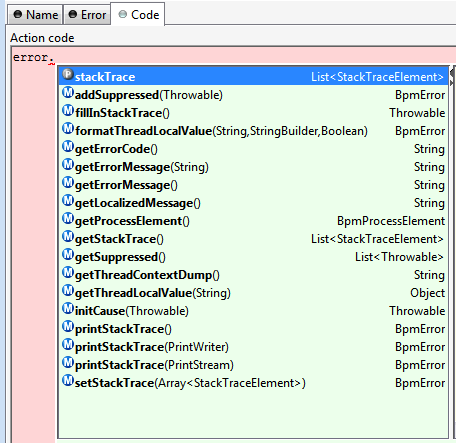 Name Error Code
Action code
error.
P stackTrace List<StackTraceElement>
M addSuppressed(Throwable) BpmError
M fillInStackTrace() Throwable
M formatThreadLocalValue(String,StringBuilder,Boolean) BpmError
M getErrorCode() String
M getErrorMessage(String) String
M getErrorMessage() String
M getLocalizedMessage() String
M getProcessElement() BpmProcessElement
M getStackTrace() List<StackTraceElement>
M getSuppressed() List<Throwable>
M getThreadContextDump() String
M getThreadLocalValue(String) Object
M initCause(Throwable) Throwable
M printStackTrace() BpmError
M printStackTrace(PrintWriter) BpmError
M printStackTrace(PrintStream) BpmError
M setStackTrace(Array<StackTraceElement>) BpmError